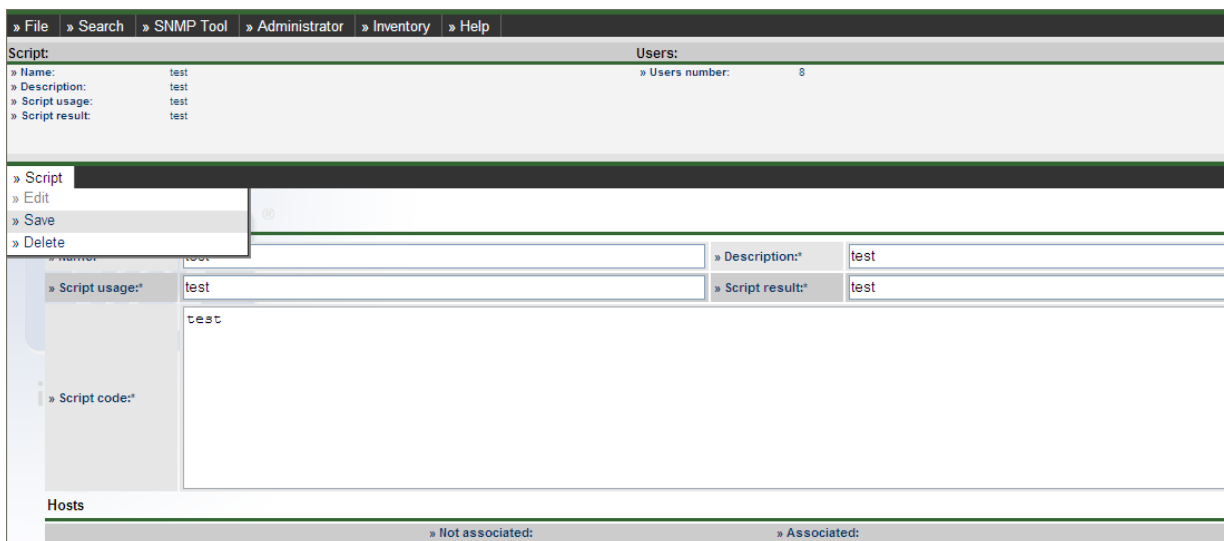 » File » Search » SNMP Tool » Administrator » Inventory » Help
Script: Users:
» Name: test » Users number: 8
» Description: test
» Script usage: test
» Script result: test
» Script
» Edit
» Save
» Delete
test » Description:* test
» Script usage:* test » Script result:* test
test
» Script code:*
Hosts
» Not associated: » Associated: